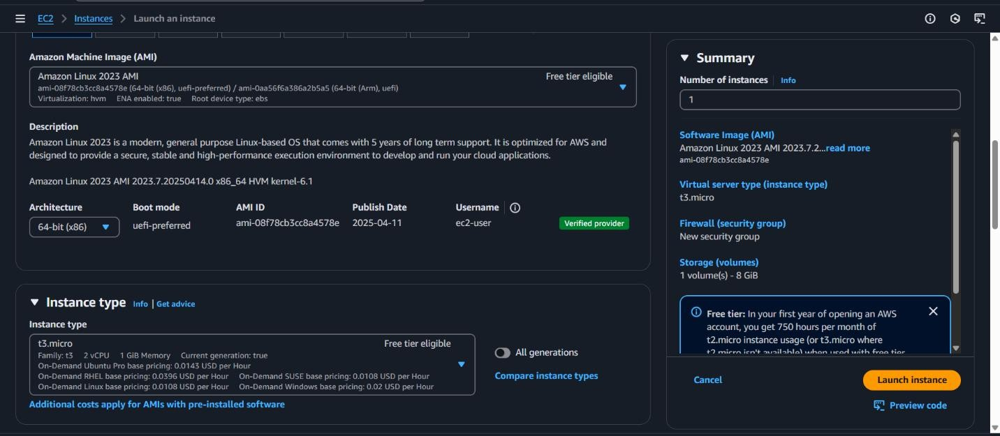 EC2 > Instances > Launch an instance
Amazon Machine Image (AMI)
Amazon Linux 2023 AMI
Free tier eligible
ami-08f78cb3cc8a4578e (64-bit (x86), uefi-preferred) / ami-0aa56f6a386a2b5a5 (64-bit (Arm), uefi)
Virtualization: hvm ENA enabled: true Root device type: ebs
Description
Amazon Linux 2023 is a modern, general purpose Linux-based OS that comes with 5 years of long term support. It is optimized for AWS and
designed to provide a secure, stable and high-performance execution environment to develop and run your cloud applications.
Amazon Linux 2023 AMI 2023.7.20250414.0 x86_64 HVM kernel-6.1
Architecture Boot mode AMI ID Publish Date Username
64-bit (x86) uefi-preferred ami-08f78cb3cc8a4578e 2025-04-11 ec2-user Verified provider
Instance type Info | Get advice
Instance type
t3.micro
Free tier eligible
Family: t3 2 vCPU 1 GiB Memory Current generation: true
On-Demand Ubuntu Pro base pricing: 0.0143 USD per Hour
On-Demand RHEL base pricing: 0.0396 USD per Hour On-Demand SUSE base pricing: 0.0108 USD per Hour
On-Demand Linux base pricing: 0.0108 USD per Hour On-Demand Windows base pricing: 0.02 USD per Hour
All generations
Compare instance types
Additional costs apply for AMIs with pre-installed software
Summary
Number of instances Info
1
Software Image (AMI)
Amazon Linux 2023 AMI 2023.7.2...read more
ami-08f78cb3cc8a4578e
Virtual server type (instance type)
t3.micro
Firewall (security group)
New security group
Storage (volumes)
1 volume(s) - 8 GiB
Free tier: In your first year of opening an AWS
account, you get 750 hours per month of
t2.micro instance usage (or t3.micro where
t2.micro isn't available) when used with free tier
Cancel
Launch instance
Preview code